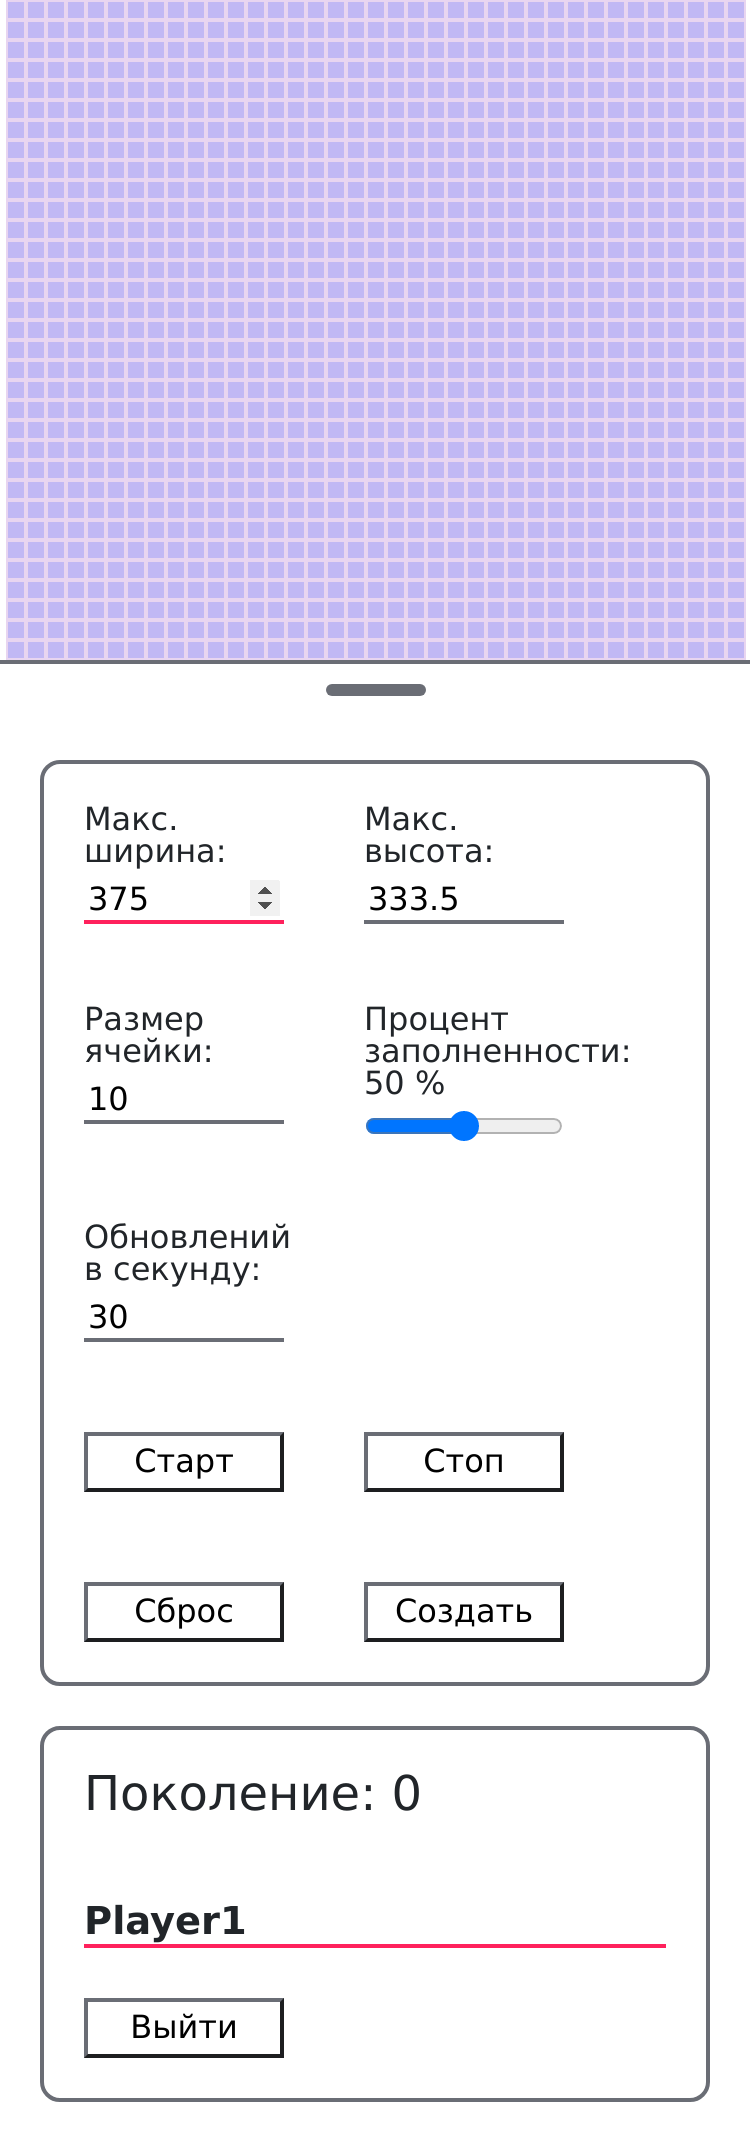 Макс.
ширина:
375
Макс.
высота:
333.5
Размер
ячейки:
10
Процент
заполненности:
50 %
Обновлений
в секунду:
30
Старт
Стоп
Сброс
Создать
Поколение: 0
Player1
Выйти